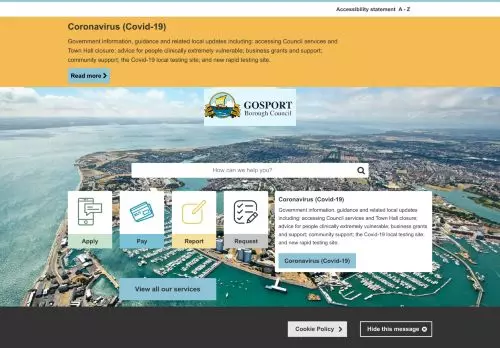 Accessibility statement A - Z
Coronavirus (Covid-19)
Government information, guidance and related local updates including: accessing Council services and
Town Hall closure; advice for people clinically extremely vulnerable; business grants and support;
community support; the Covid-19 local testing site; and new rapid testing site.
Read more
GOSPORT
Borough Council
How can we help you?
Apply
Pay
Report
Request
Coronavirus (Covid-19)
Government information, guidance and related local updates
including: accessing Council services and Town Hall closure;
advice for people clinically extremely vulnerable; business grants
and support; community support; the Covid-19 local testing site;
and new rapid testing site.
Coronavirus (Covid-19)
View all our services
Cookie Policy
Hide this message